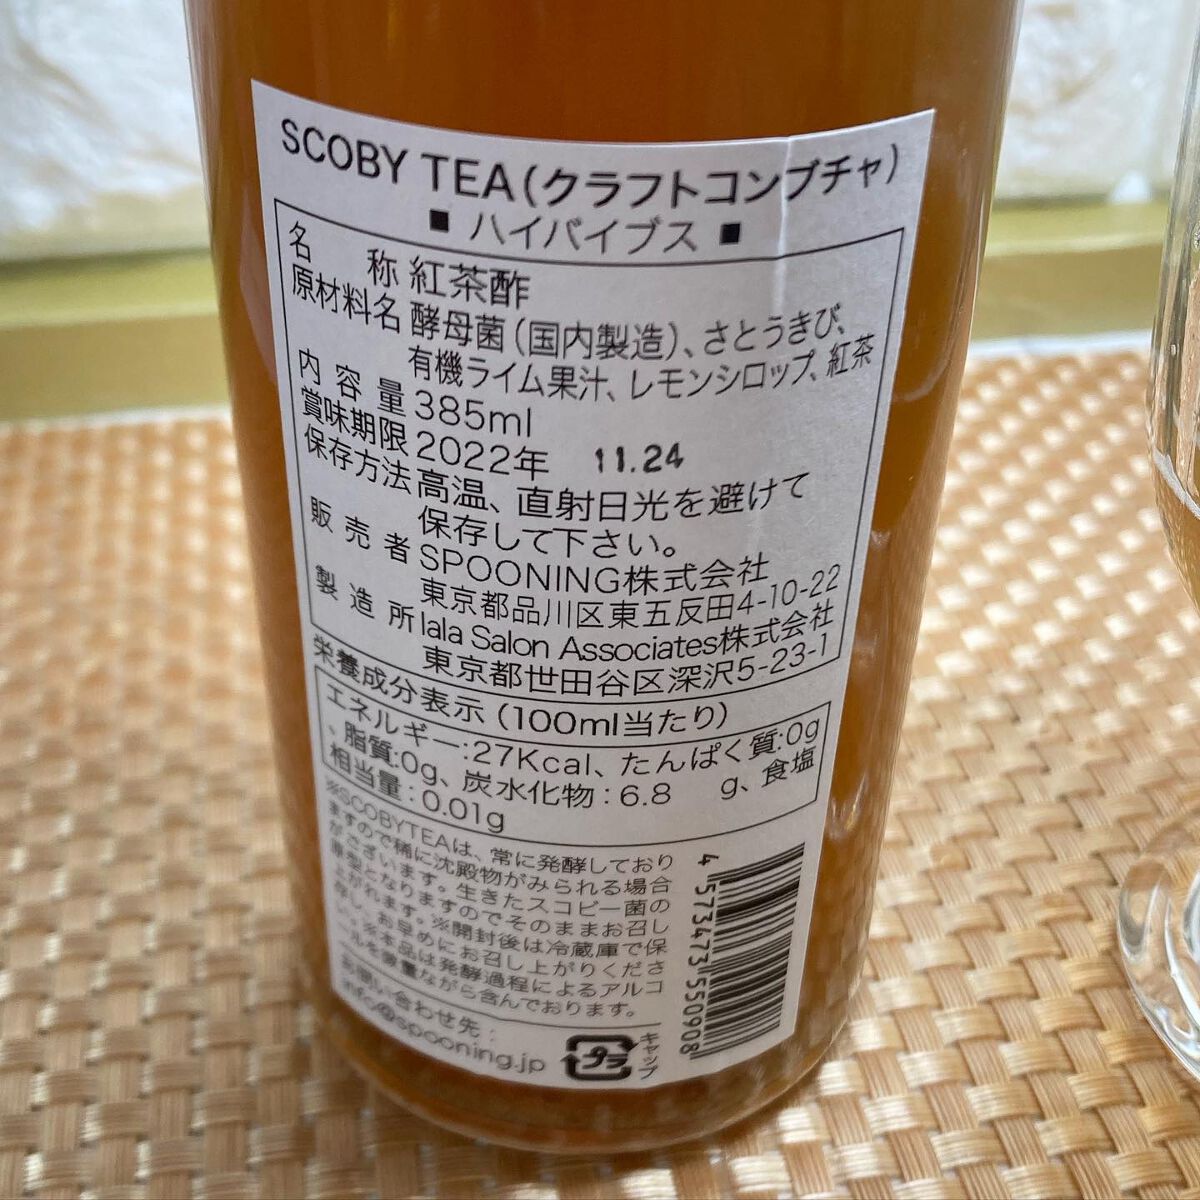 SCOBY TEA(クラフトコンブチャ)
■ ハイバイブス ■
名称 紅茶酢
原材料名 酵母菌(国内製造)、さとうきび、
有機ライム果汁、レモンシロップ、紅茶
内容量 385ml
賞味期限 2022年 11.24
保存方法 高温、直射日光を避けて
保存して下さい。
販売者 SPOONING株式会社
東京都品川区東五反田4-10-22
製造所 lala Salon Associates株式会社
東京都世田谷区深沢5-23-1
栄養成分表示(100ml当たり)
エネルギー:27Kcal、たんぱく質:0g
、脂質:0g、炭水化物:6.8 g、食塩
相当量:0.01g
※SCOBYTEAは、常に発酵しており
ますので稀に沈殿物がみられる場合
がございます。生きたスコビー菌の
原型となりますのでそのままお召し
上がれます。※開封後は冷蔵庫で保
存し、お早めにお召し上がりくださ
い。※本品は発酵過程によるアルコ
ールを微量ながら含んでおります。
お問い合わせ先:
info@spooning.jp
プラ
キャップ
4 573473 550908